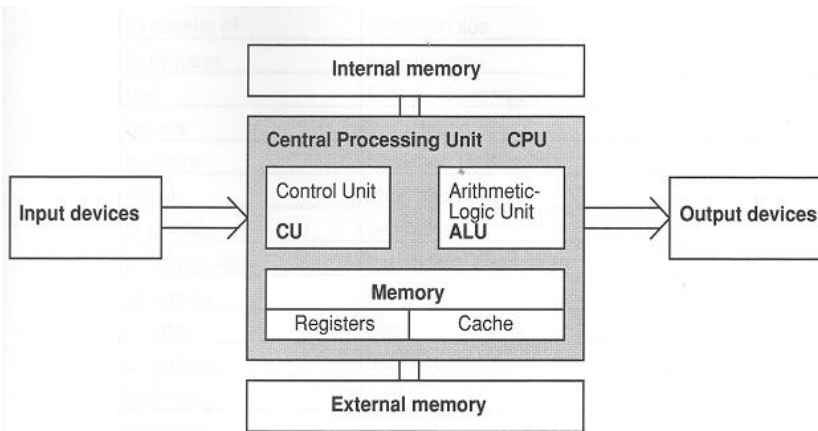 Internal memory
Central Processing Unit CPU
Control Unit
CU
Arithmetic-
Logic Unit
ALU
Input devices
Output devices
Memory
Registers
Cache
External memory